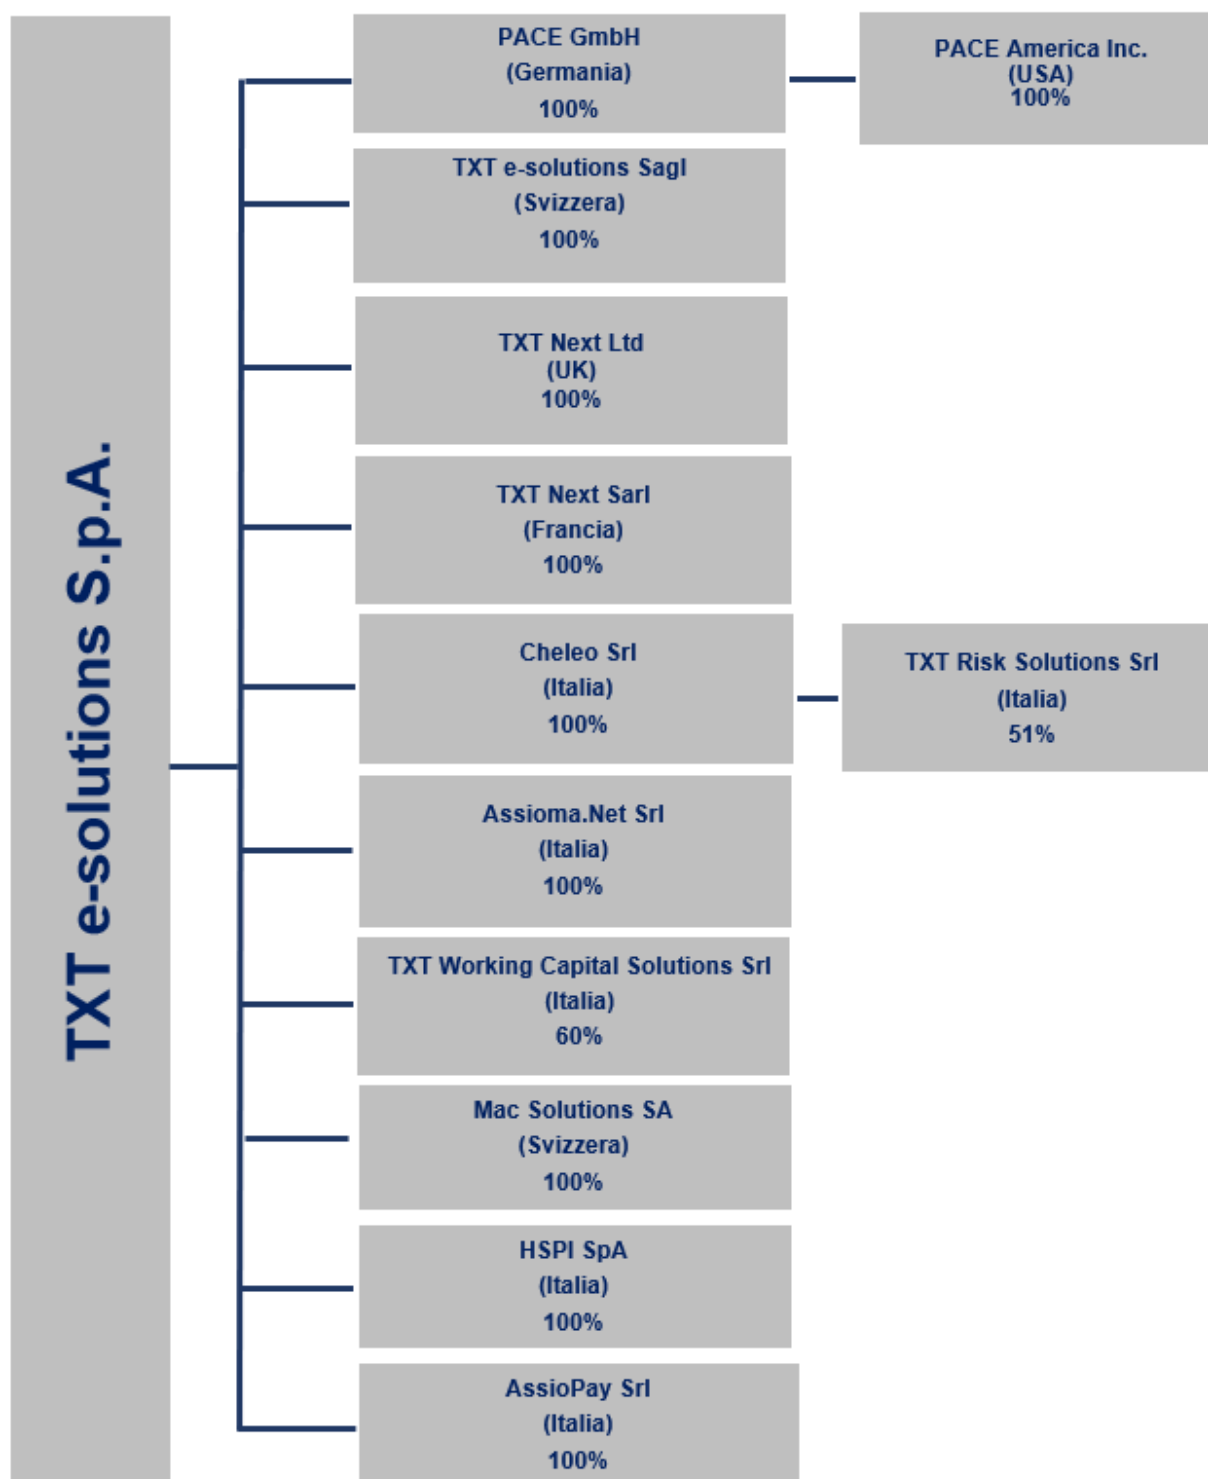 TXT e-solutions S.p.A.
PACE GmbH
(Germania)
100%
PACE America Inc.
(USA)
100%
TXT e-solutions Sagl
(Svizzera)
100%
TXT Next Ltd
(UK)
100%
TXT Next Sarl
(Francia)
100%
Cheleo Srl
(Italia)
100%
TXT Risk Solutions Srl
(Italia)
51%
Assioma.Net Srl
(Italia)
100%
TXT Working Capital Solutions Srl
(Italia)
60%
Mac Solutions SA
(Svizzera)
100%
HSPI SpA
(Italia)
100%
AssioPay Srl
(Italia)
100%